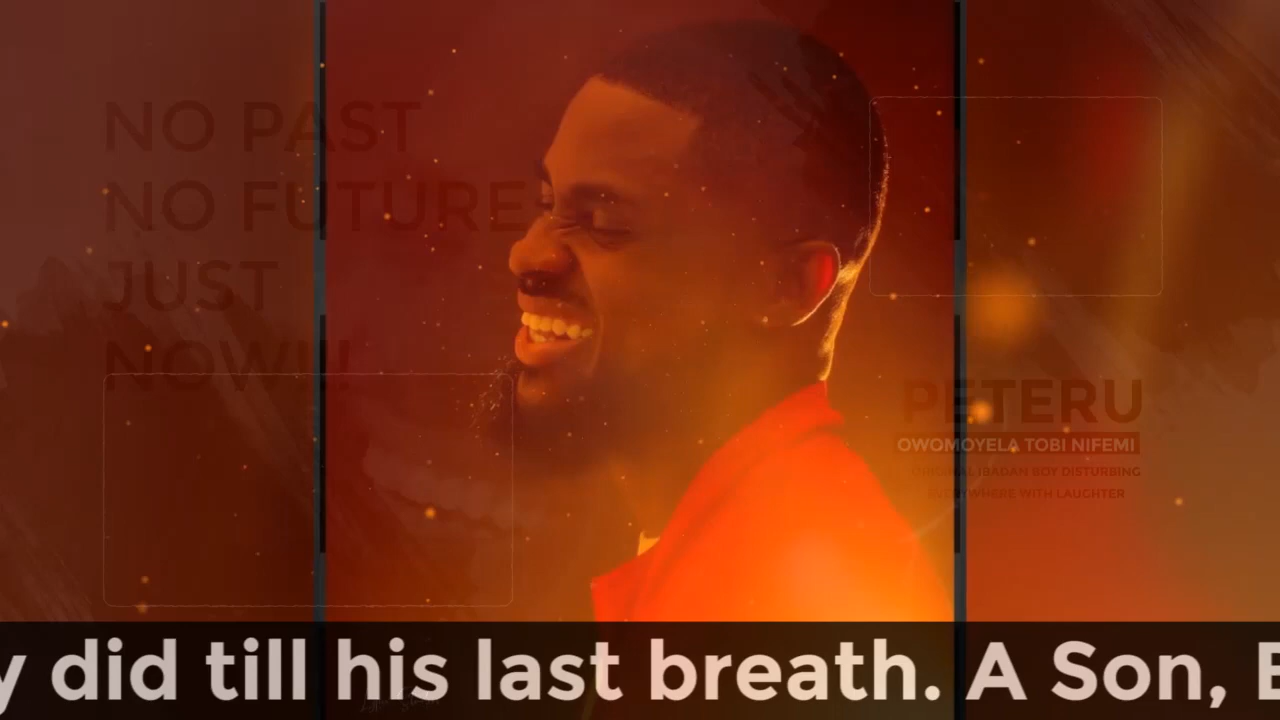 NO PAST
NO FUTURE
JUST
NOW!!!
PETERU
OWOMOYELA TOBI NIFEMI
ORIGINAL IBADAN BOY DISTURBING
EVERYWHERE WITH LAUGHTER
y did till his last breath. A Son,